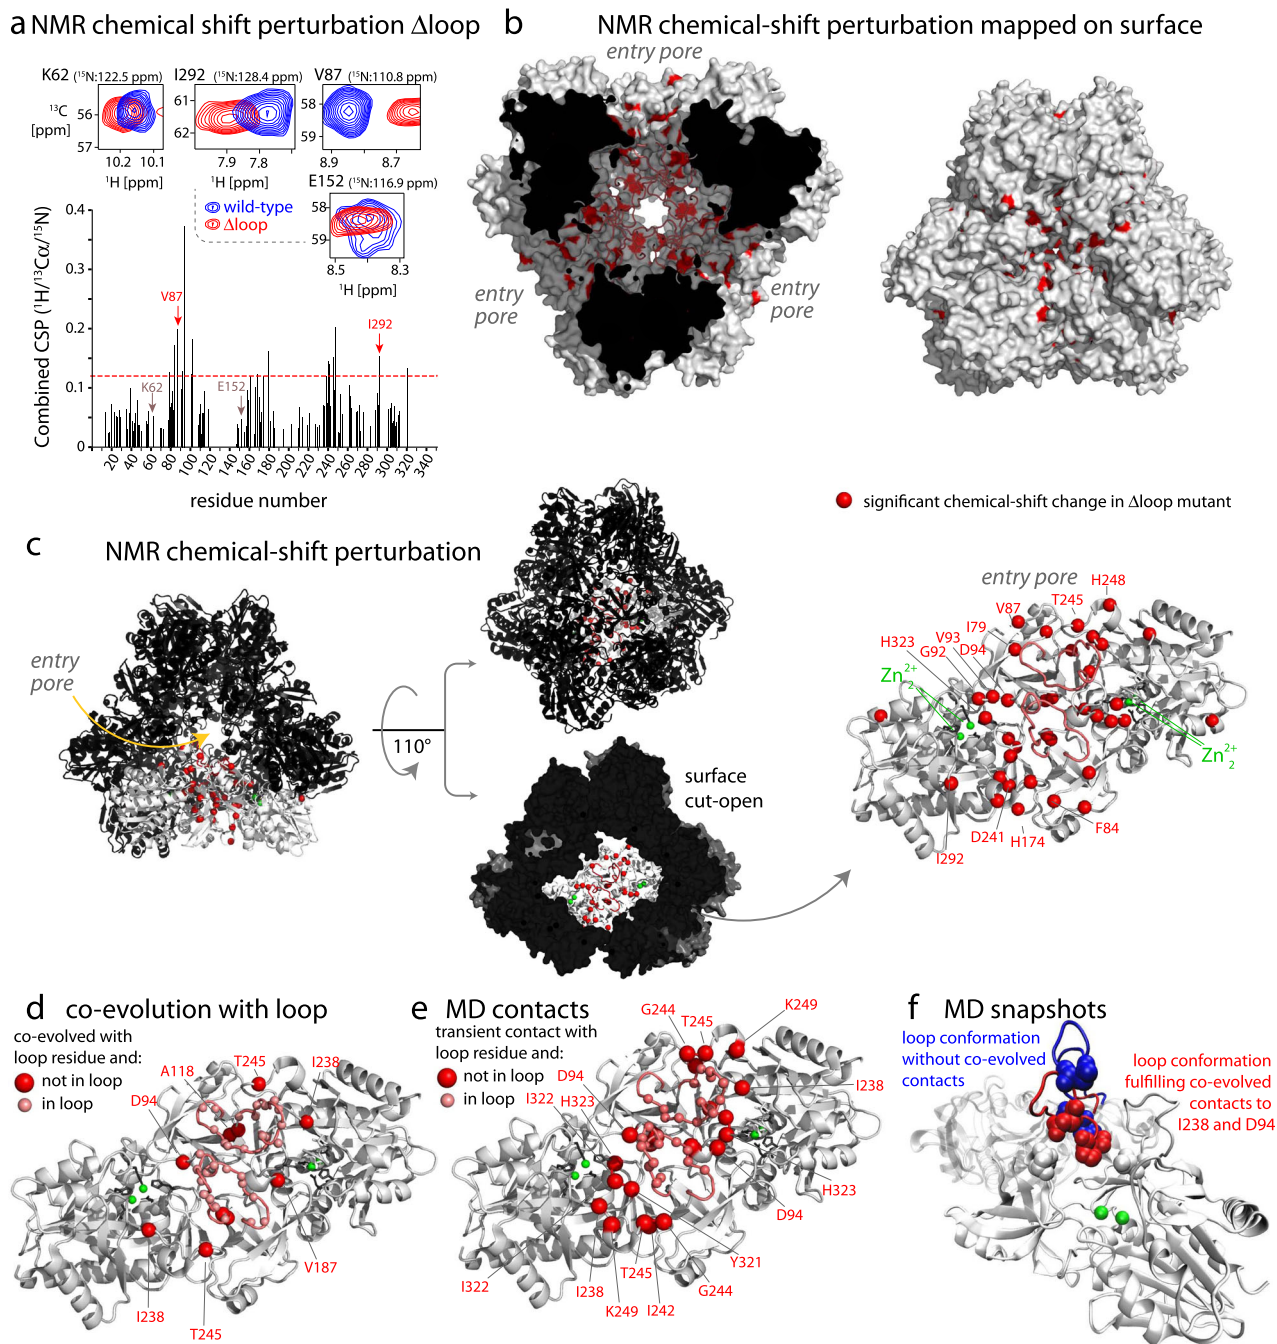 a NMR chemical shift perturbation Δloop
K62 (15N:122.5 ppm)
I292 (15N:128.4 ppm)
V87 (15N:110.8 ppm)
13C
[ppm]
56
57
61
62
58
59
10.2 10.1
7.9 7.8
8.9 8.7
1H [ppm]
1H [ppm]
E152 (15N:116.9 ppm)
wild-type
Δloop
58
59
8.5 8.3
1H [ppm]
Combined CSP (1H/13Cα/15N)
0.4
0.3
0.2
0.1
0
V87
I292
K62
E152
20 40 60 80 100 120 140 160 180 200 220 240 260 280 300 320 340
residue number
b NMR chemical-shift perturbation mapped on surface
entry pore
entry
pore
entry
pore
c NMR chemical-shift perturbation
entry
pore
110°
surface
cut-open
significant chemical-shift change in Δloop mutant
entry pore
H248
T245
V87
I79
V93
D94
H323
G92
Zn2+2
Zn2+2
F84
D241
H174
I292
d co-evolution with loop
co-evolved with
loop residue and:
not in loop
in loop
T245
I238
A118
D94
V187
I238
T245
e MD contacts
transient contact with
loop residue and:
not in loop
in loop
G244
T245
K249
D94
I322
H323
I238
H323
D94
Y321
G244
I322
I238
T245
K249
I242
f MD snapshots
loop conformation
without co-evolved
contacts
loop conformation
fulfilling co-evolved
contacts to
I238 and D94